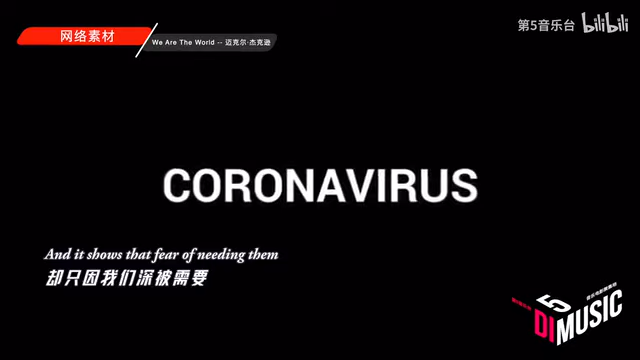 网络素材
We Are The World -- 迈克尔·杰克逊
第5音乐台 bilibili
CORONAVIRUS
And it shows that fear of needing them
却只因我们深被需要
5
DI MUSIC